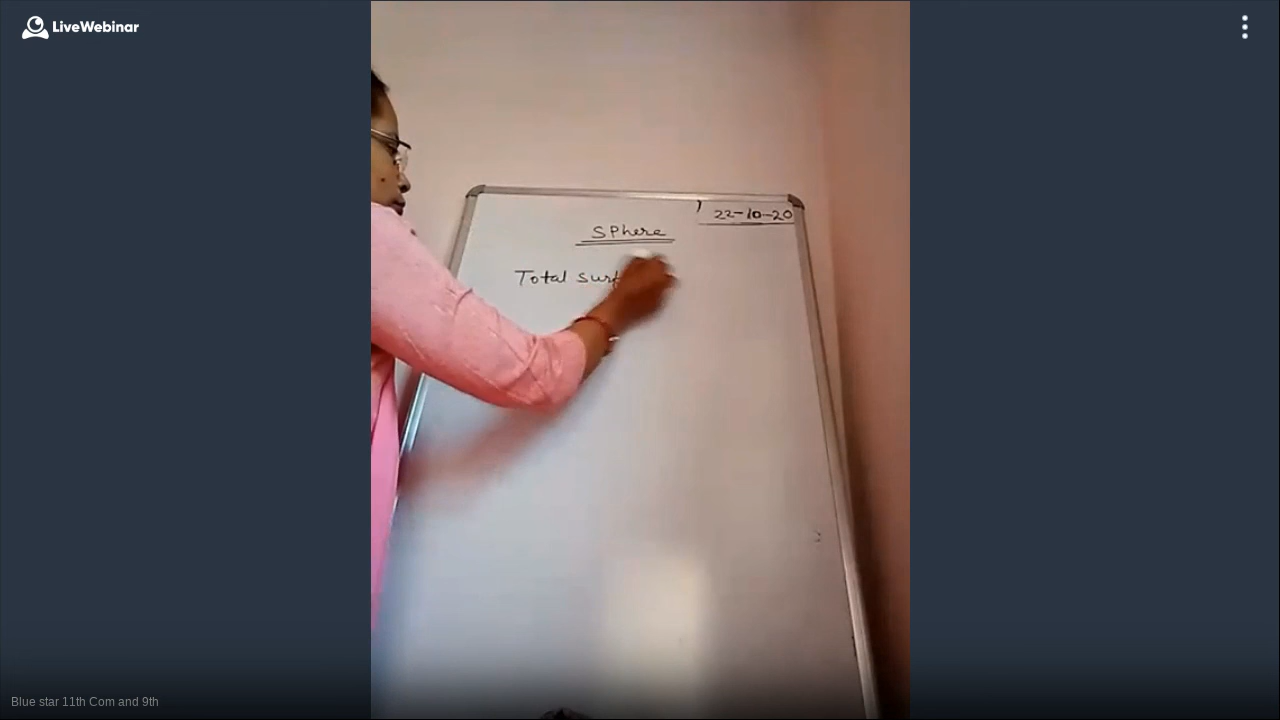 LiveWebinar
22-10-20
SPhere
Total surf
Blue star 11th Com and 9th